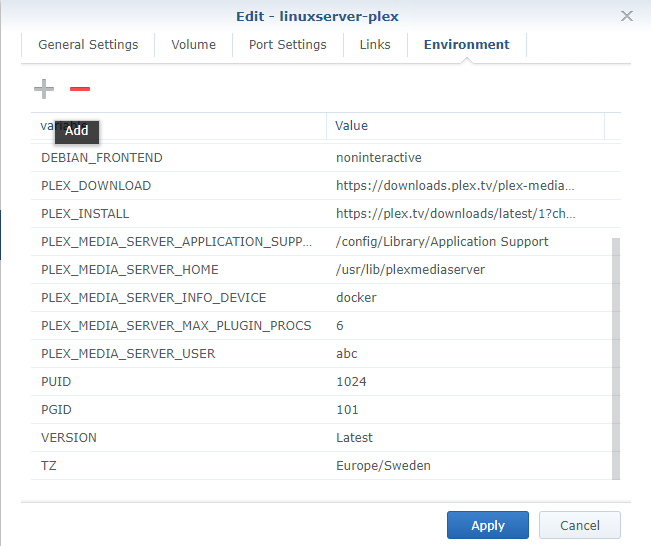 Edit - linuxserver-plex
General Settings Volume Port Settings Links Environment
Value
Add
DEBIAN_FRONTEND noninteractive
PLEX_DOWNLOAD https://downloads.plex.tv/plex-media...
PLEX_INSTALL https://plex.tv/downloads/latest/1?ch...
PLEX_MEDIA_SERVER_APPLICATION_SUPP... /config/Library/Application Support
PLEX_MEDIA_SERVER_HOME /usr/lib/plexmediaserver
PLEX_MEDIA_SERVER_INFO_DEVICE docker
PLEX_MEDIA_SERVER_MAX_PLUGIN_PROCS 6
PLEX_MEDIA_SERVER_USER abc
PUID 1024
PGID 101
VERSION Latest
TZ Europe/Sweden
Apply Cancel